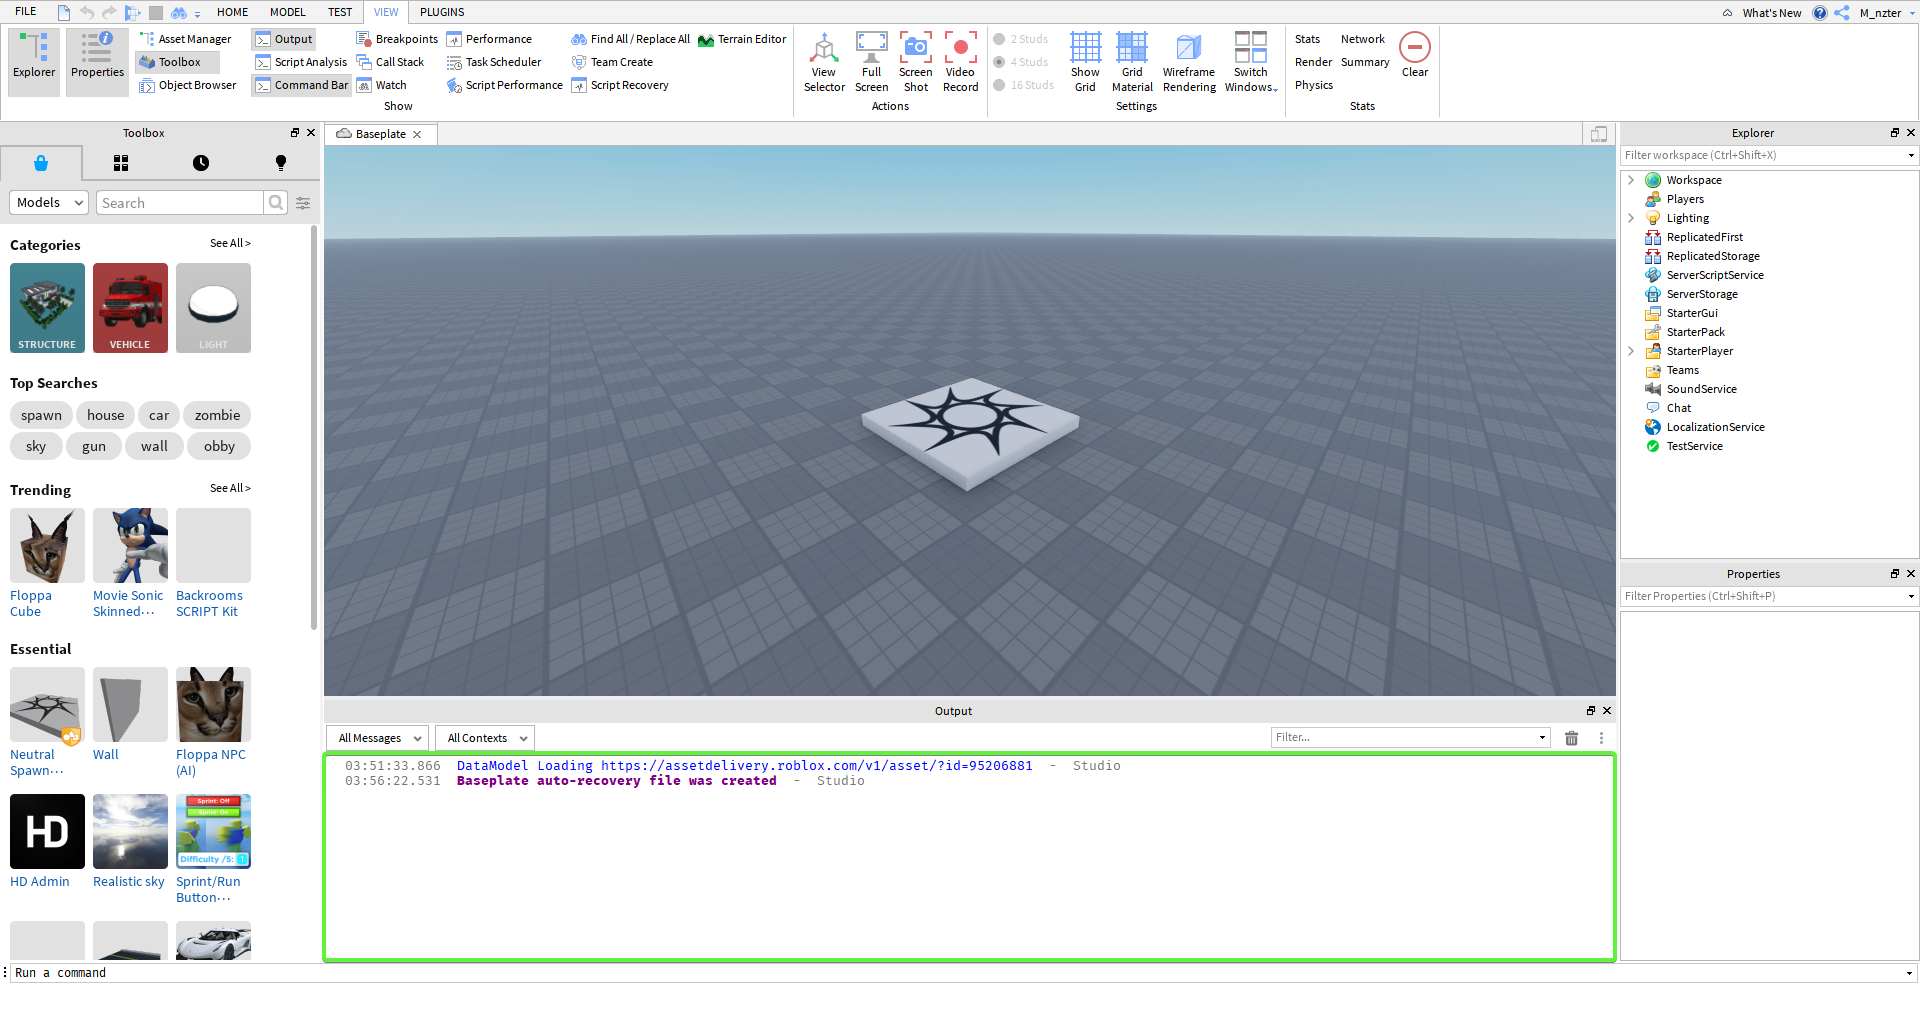 FILE HOME MODEL TEST VIEW PLUGINS What's New M_nzter
Explorer
Properties
Asset Manager
Toolbox
Object Browser
Output
Script Analysis
Command Bar
Breakpoints
Call Stack
Watch
Performance
Task Scheduler
Script Performance
Find All / Replace All
Team Create
Script Recovery
Terrain Editor
Show
View
Selector
Full
Screen
Screen
Shot
Video
Record
Actions
2 Studs
4 Studs
16 Studs
Show
Grid
Grid
Material
Wireframe
Rendering
Switch
Windows
Settings
Stats
Render
Physics
Network
Summary
Clear
Stats
Toolbox
Models
Search
Categories See All >
STRUCTURE VEHICLE LIGHT
Top Searches
spawn house car zombie
sky gun wall obby
Trending See All >
Floppa
Cube
Movie Sonic
Skinned···
Backrooms
SCRIPT Kit
Essential
Neutral
Spawn···
Wall
Floppa NPC
(AI)
HD
Sprint: Off
Sprint: On
Difficulty /5: 1
HD Admin
Realistic sky
Sprint/Run
Button···
Baseplate
Output
All Messages All Contexts Filter...
03:51:33.866 DataModel Loading https://assetdelivery.roblox.com/v1/asset/?id=95206881 - Studio
03:56:22.531 Baseplate auto-recovery file was created - Studio
Explorer
Filter workspace (Ctrl+Shift+X)
Workspace
Players
Lighting
ReplicatedFirst
ReplicatedStorage
ServerScriptService
ServerStorage
StarterGui
StarterPack
StarterPlayer
Teams
SoundService
Chat
LocalizationService
TestService
Properties
Filter Properties (Ctrl+Shift+P)
Run a command